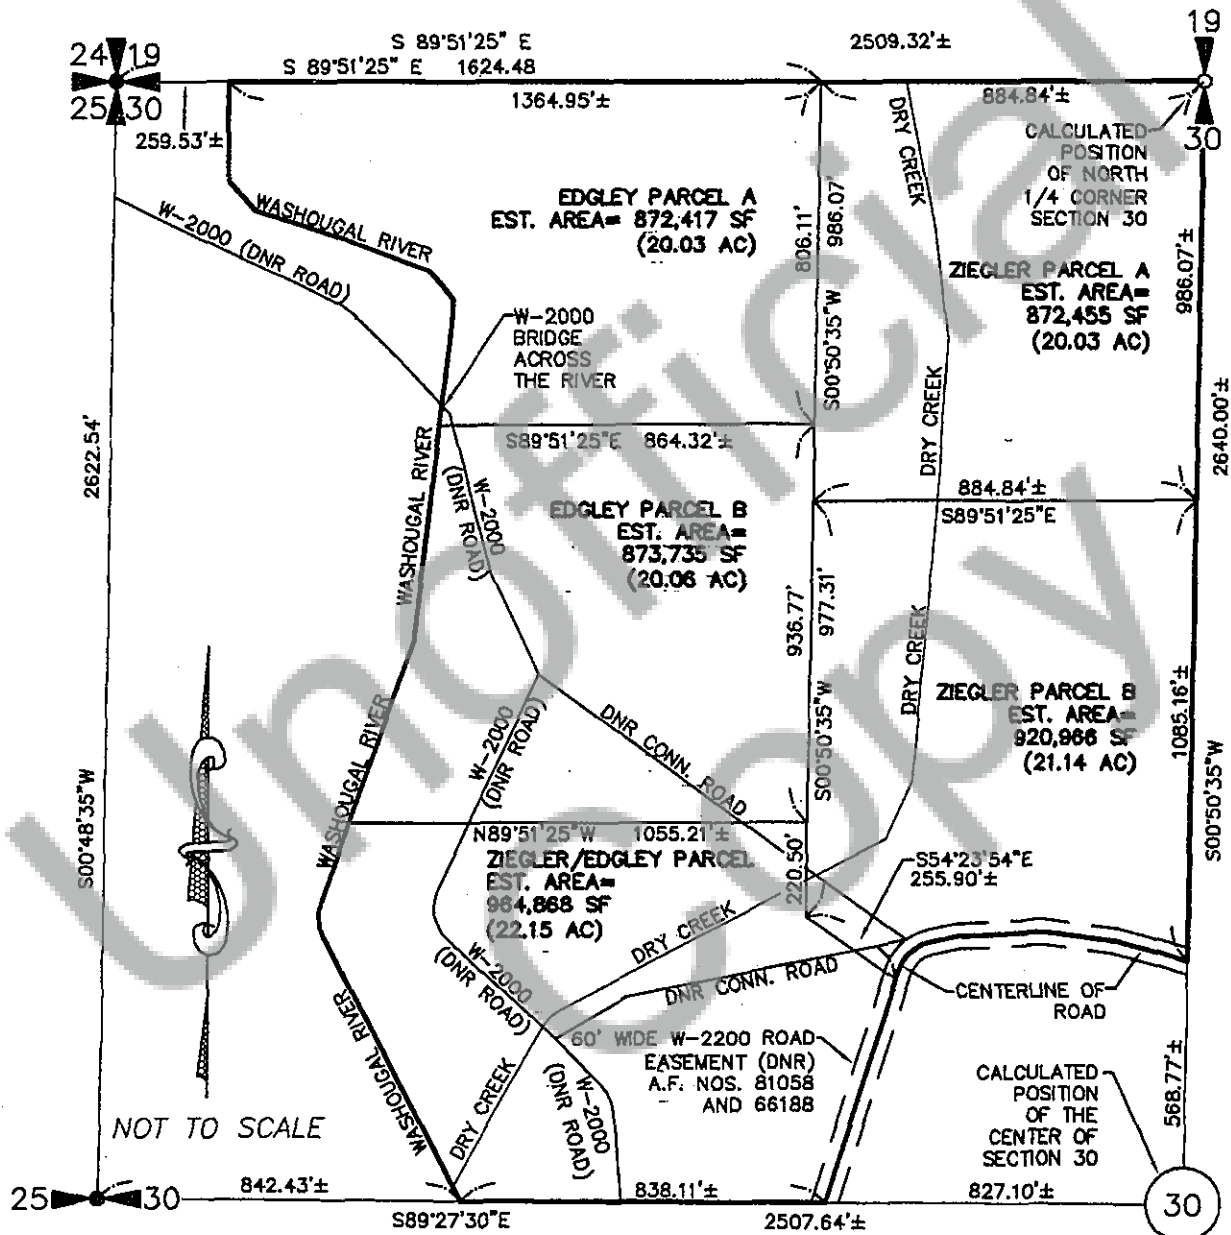 S 89°51'25" E 2509.32'±
S 89°51'25" E 1624.48
24 19
25 30
19
30
1364.95'±
884.84'±
259.53'±
CALCULATED
POSITION
OF NORTH
1/4 CORNER
SECTION 30
DRY CREEK
WASHOUGAL RIVER
W-2000 (DNR ROAD)
EDGLEY PARCEL A
EST. AREA= 872,417 SF
(20.03 AC)
806.11'
986.07'
S00°50'35"W
ZIEGLER PARCEL A
EST. AREA=
872,455 SF
(20.03 AC)
986.07'±
W-2000
BRIDGE
ACROSS
THE RIVER
2622.54'
2640.00'±
S89°51'25"E 864.32'±
DRY CREEK
WASHOUGAL RIVER
W-2000
(DNR ROAD)
884.84'±
S89°51'25"E
EDGLEY PARCEL B
EST. AREA=
873,735 SF
(20.06 AC)
936.77'
977.31'
S00°50'35"W
DRY CREEK
ZIEGLER PARCEL B
EST. AREA=
920,966 SF
(21.14 AC)
1085.16'±
S00°50'35"W
WASHOUGAL RIVER
W-2000
(DNR ROAD)
DNR CONN. ROAD
S00°48'35"W
N89°51'25"W 1055.21'±
ZIEGLER/EDGLEY PARCEL
EST. AREA=
964,868 SF
(22.15 AC)
220.50'
S54°23'54"E
255.90'±
DRY CREEK
W-2000
(DNR ROAD)
DNR CONN. ROAD
CENTERLINE OF
ROAD
WASHOUGAL RIVER
60' WIDE W-2200 ROAD
EASEMENT (DNR)
A.F. NOS. 81058
AND 66188
CALCULATED
POSITION
OF THE
CENTER OF
SECTION 30
568.77'±
DRY CREEK
W-2000
(DNR ROAD)
NOT TO SCALE
25 30
842.43'±
838.11'±
827.10'±
30
S89°27'30"E 2507.64'±
Unofficial
Copy